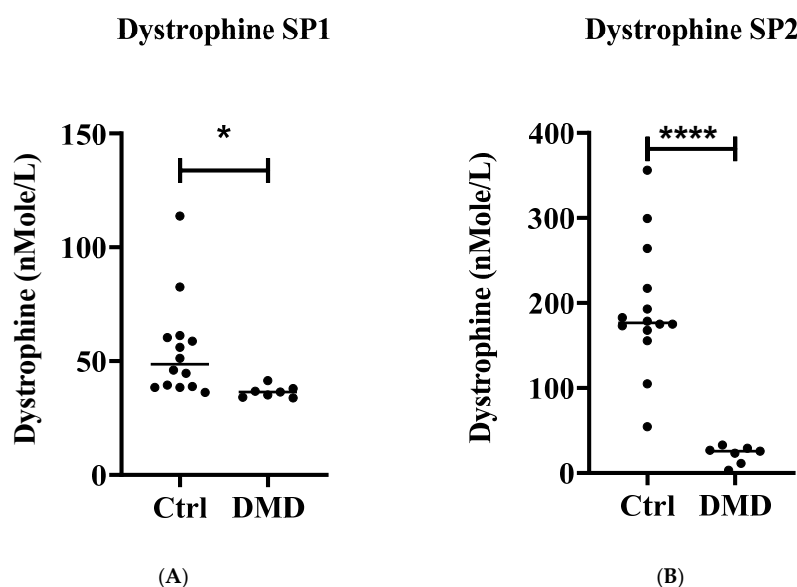 Dystrophine SP1
Dystrophine (nMole/L)
150
100
50
0
*
Ctrl DMD
(A)
Dystrophine SP2
Dystrophine (nMole/L)
400
300
200
100
0
****
Ctrl DMD
(B)